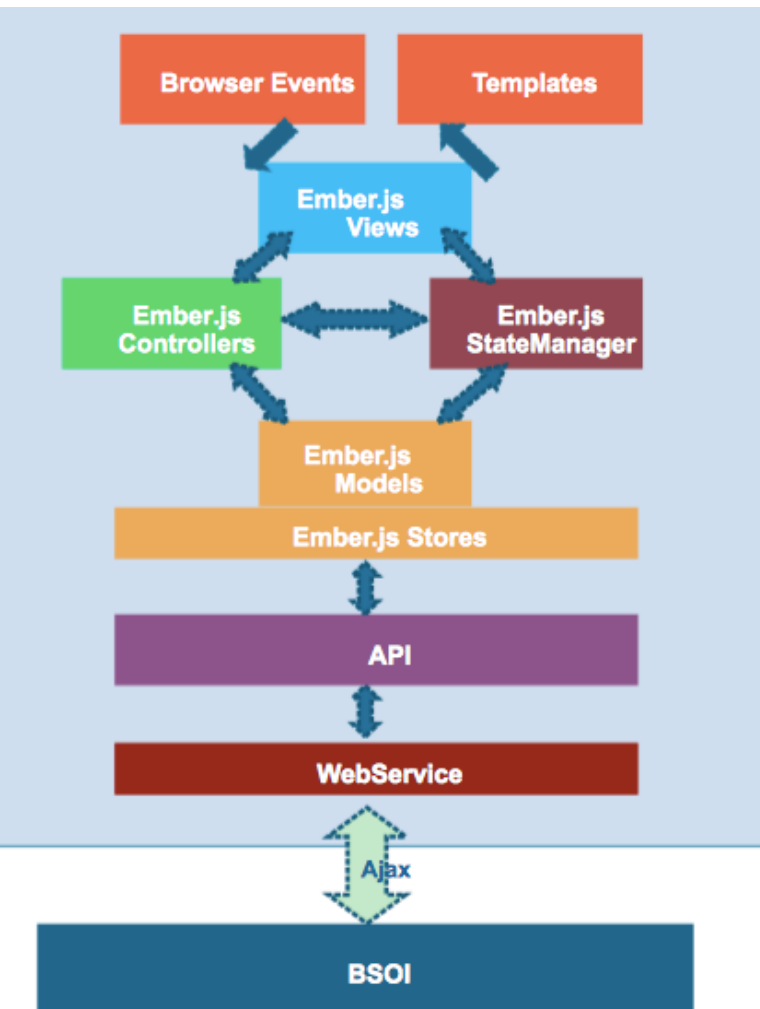 Browser Events
Templates
Ember.js
Views
Ember.js
Controllers
Ember.js
StateManager
Ember.js
Models
Ember.js Stores
API
WebService
Ajax
BSOI